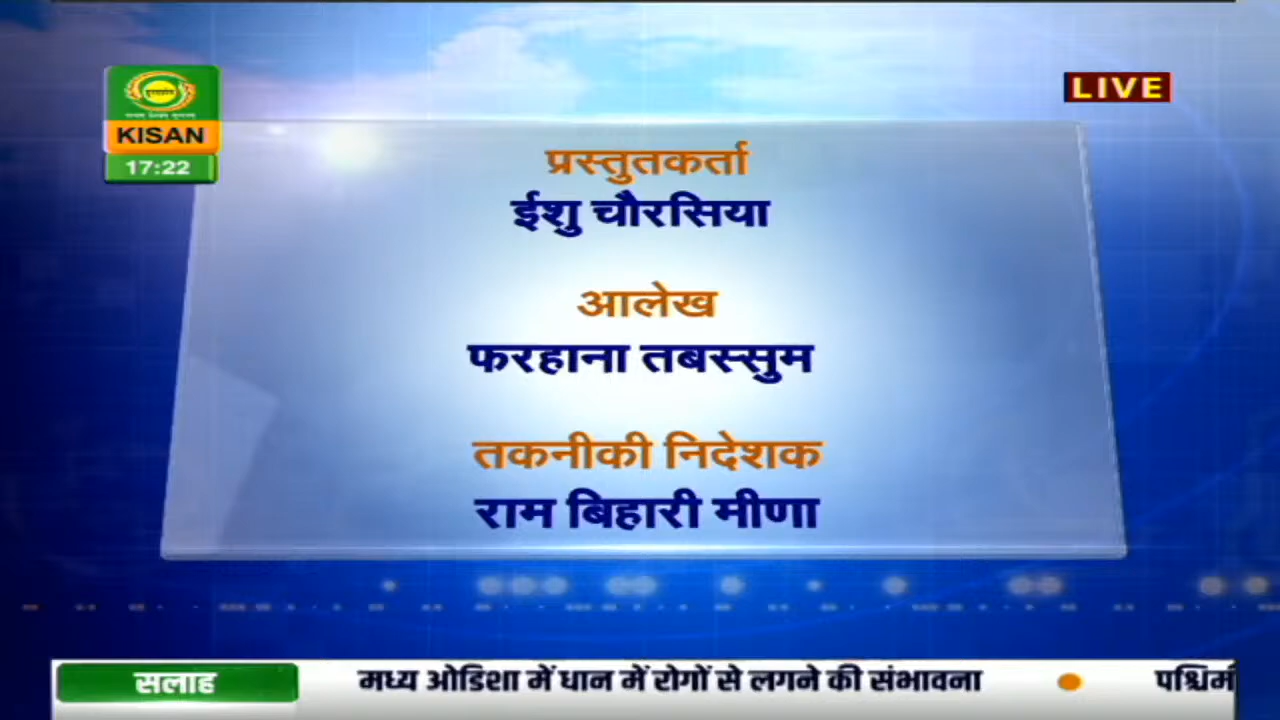 KISAN
17:22
LIVE
प्रस्तुतकर्ता
ईशु चौरसिया
आलेख
फरहाना तबस्सुम
तकनीकी निदेशक
राम बिहारी मीणा
सलाह
मध्य ओडिशा में धान में रोगों से लगने की संभावना